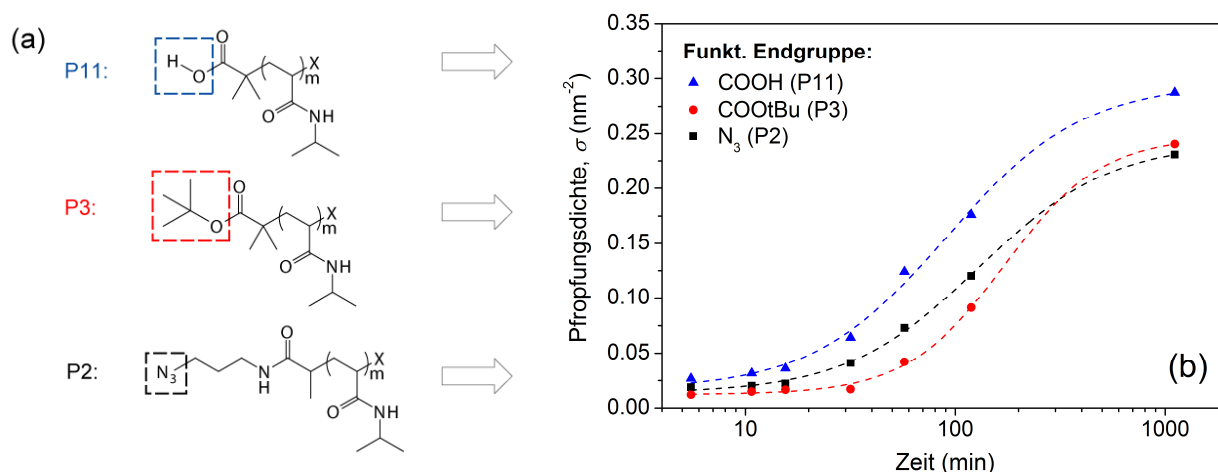 (a)
P11:
H
O
O
( ) X
m
O
NH
P3:
O
O
( ) X
m
O
NH
P2:
N3
N
H
O
( ) X
m
O
NH
0.35
0.30
0.25
0.20
0.15
0.10
0.05
0.00
Pfropfungsdichte, σ (nm⁻²)
Funkt. Endgruppe:
COOH (P11)
COOtBu (P3)
N₃ (P2)
(b)
10 100 1000
Zeit (min)